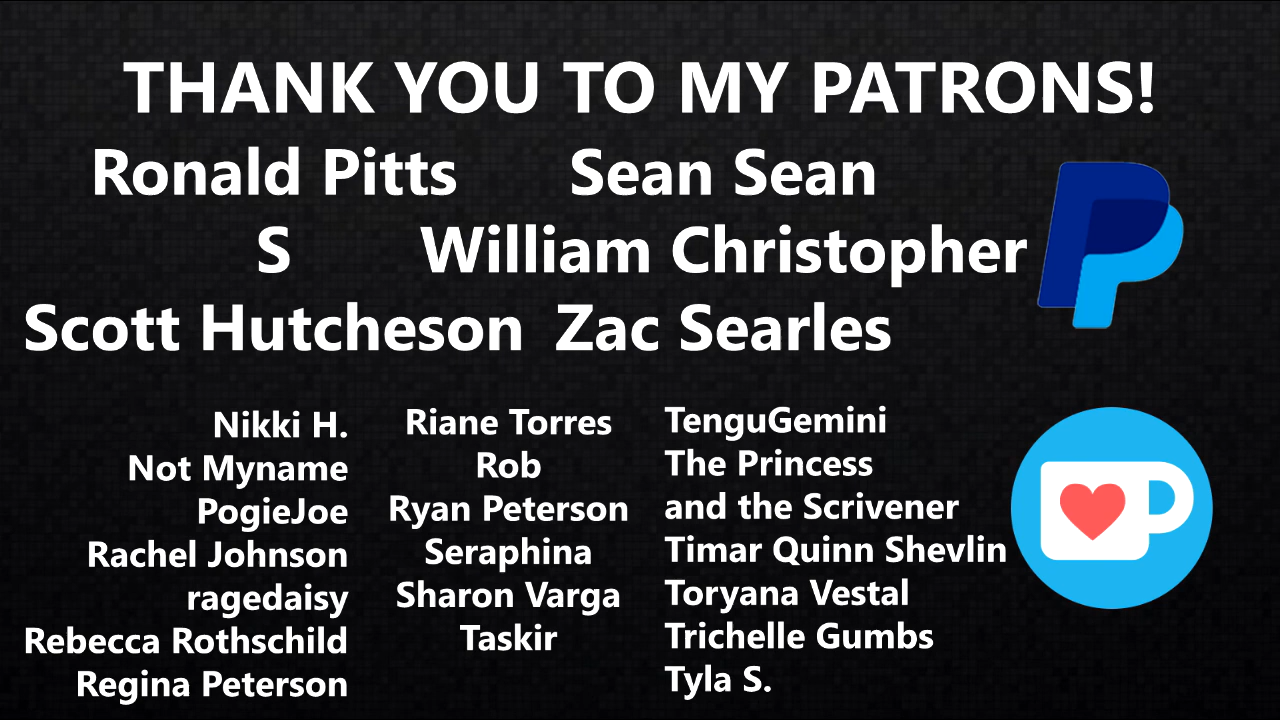 THANK YOU TO MY PATRONS!
Ronald Pitts Sean Sean
S William Christopher
Scott Hutcheson Zac Searles
Nikki H.
Not Myname
PogieJoe
Rachel Johnson
ragedaisy
Rebecca Rothschild
Regina Peterson
Riane Torres
Rob
Ryan Peterson
Seraphina
Sharon Varga
Taskir
TenguGemini
The Princess
and the Scrivener
Timar Quinn Shevlin
Toryana Vestal
Trichelle Gumbs
Tyla S.